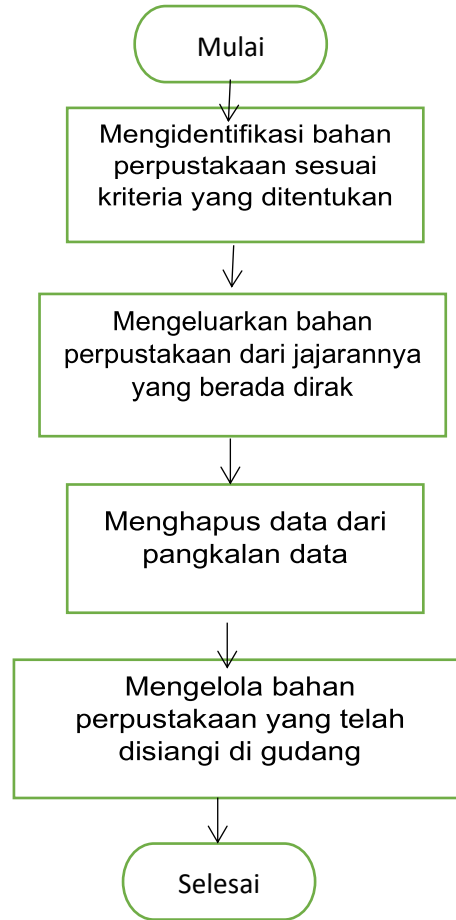 Mulai
Mengidentifikasi bahan
perpustakaan sesuai
kriteria yang ditentukan
Mengeluarkan bahan
perpustakaan dari jajarannya
yang berada dirak
Menghapus data dari
pangkalan data
Mengelola bahan
perpustakaan yang telah
disiangi di gudang
Selesai